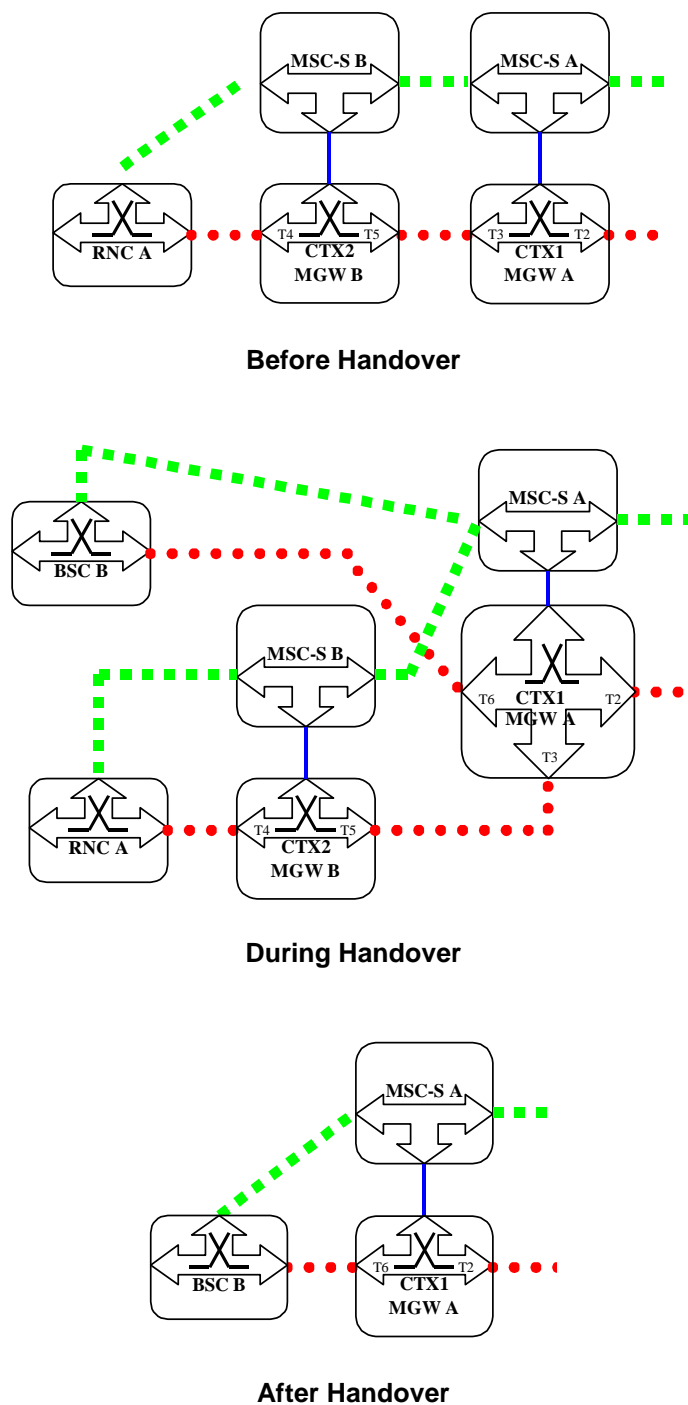 MSC-S B
MSC-S A
RNC A
T4
T5
CTX2
MGW B
T3
T2
CTX1
MGW A
Before Handover
MSC-S A
BSC B
MSC-S B
T6
T2
CTX1
MGW A
T3
RNC A
T4
T5
CTX2
MGW B
During Handover
MSC-S A
BSC B
T6
T2
CTX1
MGW A
After Handover